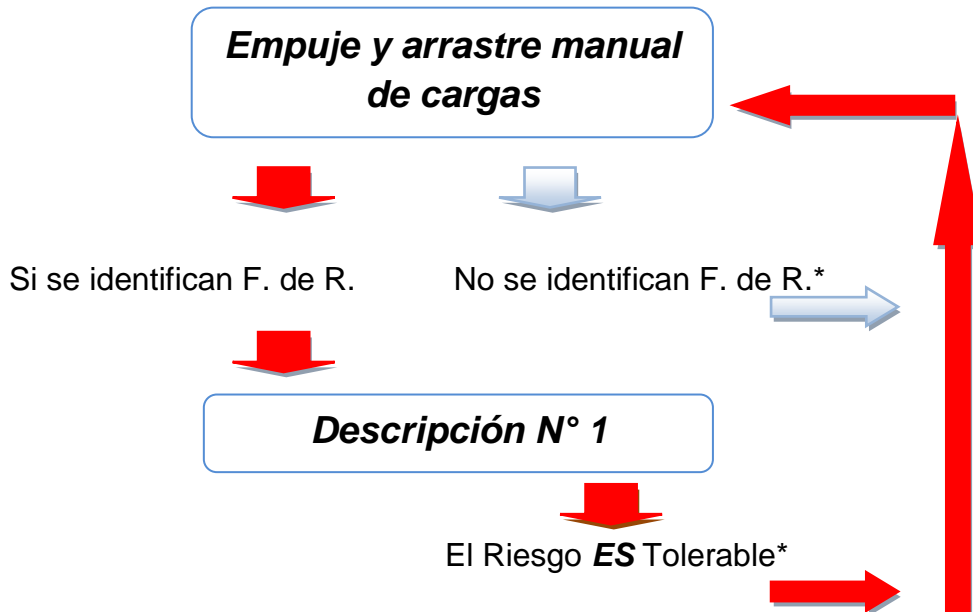 Empuje y arrastre manual
de cargas
Si se identifican F. de R.
No se identifican F. de R.*
Descripción N° 1
El Riesgo ES Tolerable*